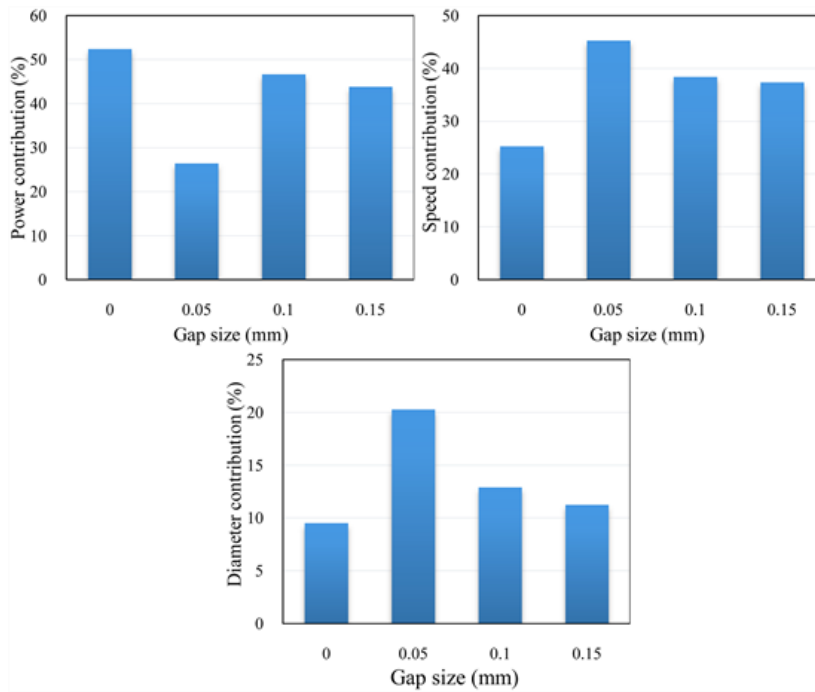 Power contribution (%)
60
50
40
30
20
10
0
0 0.05 0.1 0.15
Gap size (mm)
Speed contribution (%)
50
40
30
20
10
0
0 0.05 0.1 0.15
Gap size (mm)
Diameter contribution (%)
25
20
15
10
5
0
0 0.05 0.1 0.15
Gap size (mm)